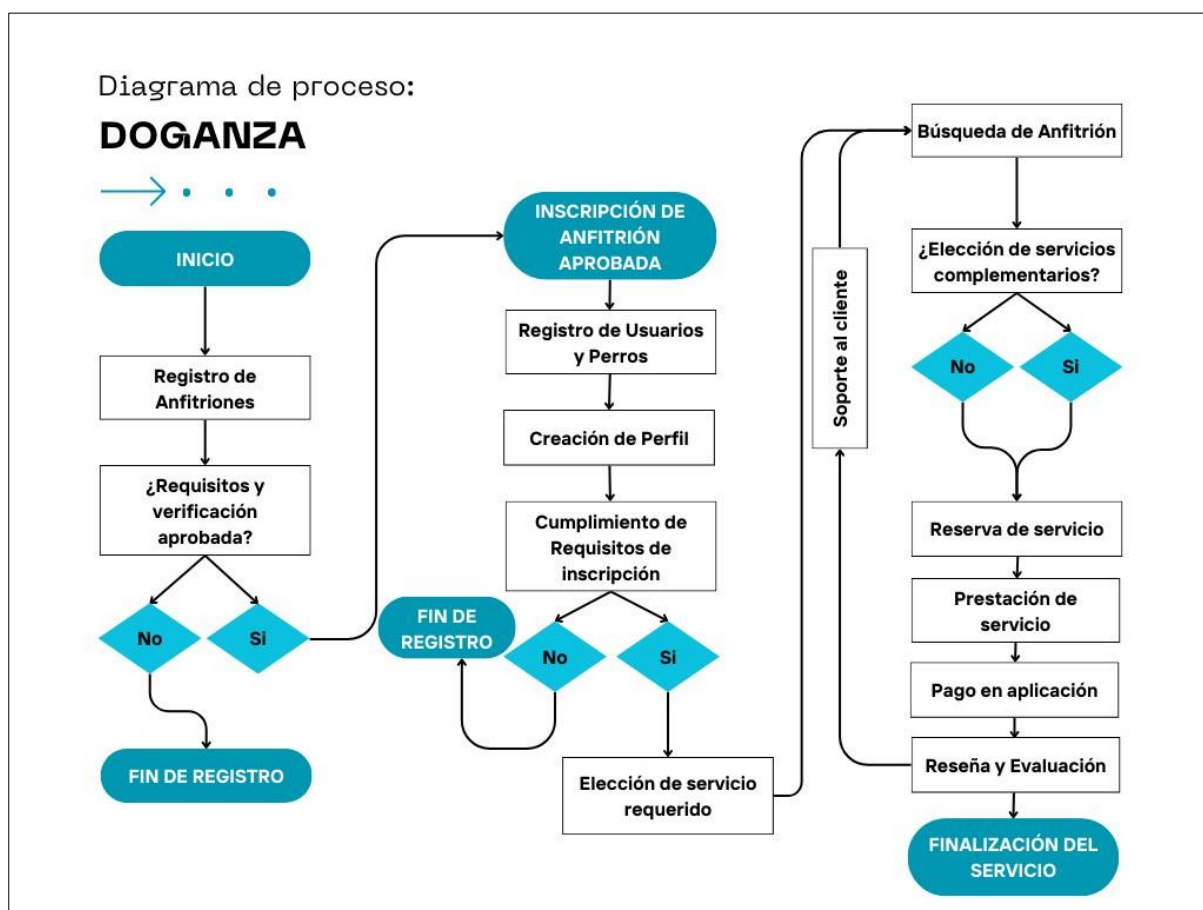 Diagrama de proceso:
DOGANZA
INICIO
Registro de
Anfitriones
¿Requisitos y
verificación
aprobada?
No
Si
FIN DE REGISTRO
INSCRIPCIÓN DE
ANFITRIÓN
APROBADA
Registro de Usuarios
y Perros
Creación de Perfil
Cumplimiento de
Requisitos de
inscripción
FIN DE
REGISTRO
No
Si
Elección de servicio
requerido
Soporte al cliente
Búsqueda de Anfitrión
¿Elección de servicios
complementarios?
No
Si
Reserva de servicio
Prestación de
servicio
Pago en aplicación
Reseña y Evaluación
FINALIZACIÓN DEL
SERVICIO